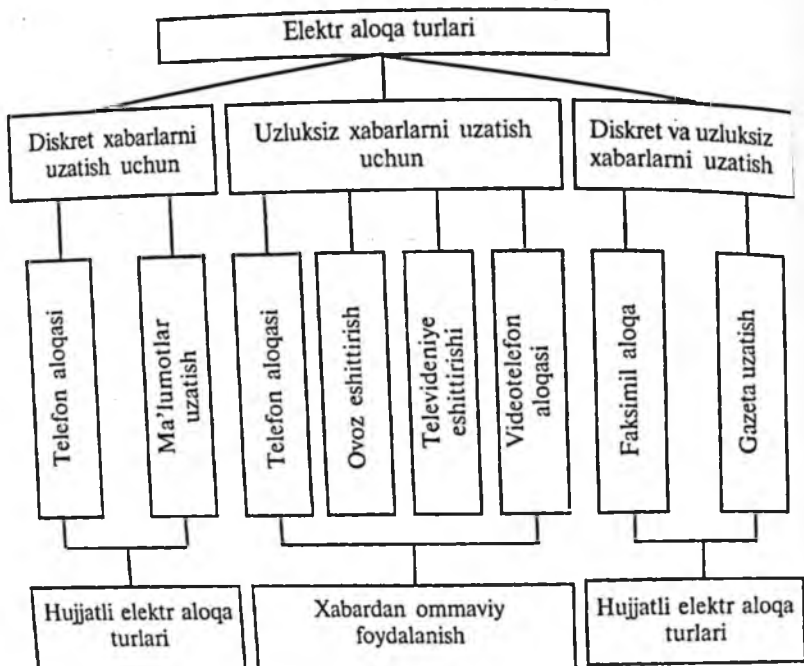 Elektr aloqa turlari
Diskret xabarlarni
uzatish uchun
Uzluksiz xabarlarni uzatish
uchun
Diskret va uzluksiz
xabarlarni uzatish
Telefon aloqasi
Ma'lumotlar
uzatish
Telefon aloqasi
Ovoz eshittirish
Televideniye
eshittirishi
Videotelefon
aloqasi
Faksimil aloqa
Gazeta uzatish
Hujjatli elektr aloqa
turlari
Xabardan ommaviy
foydalanish
Hujjatli elektr aloqa
turlari